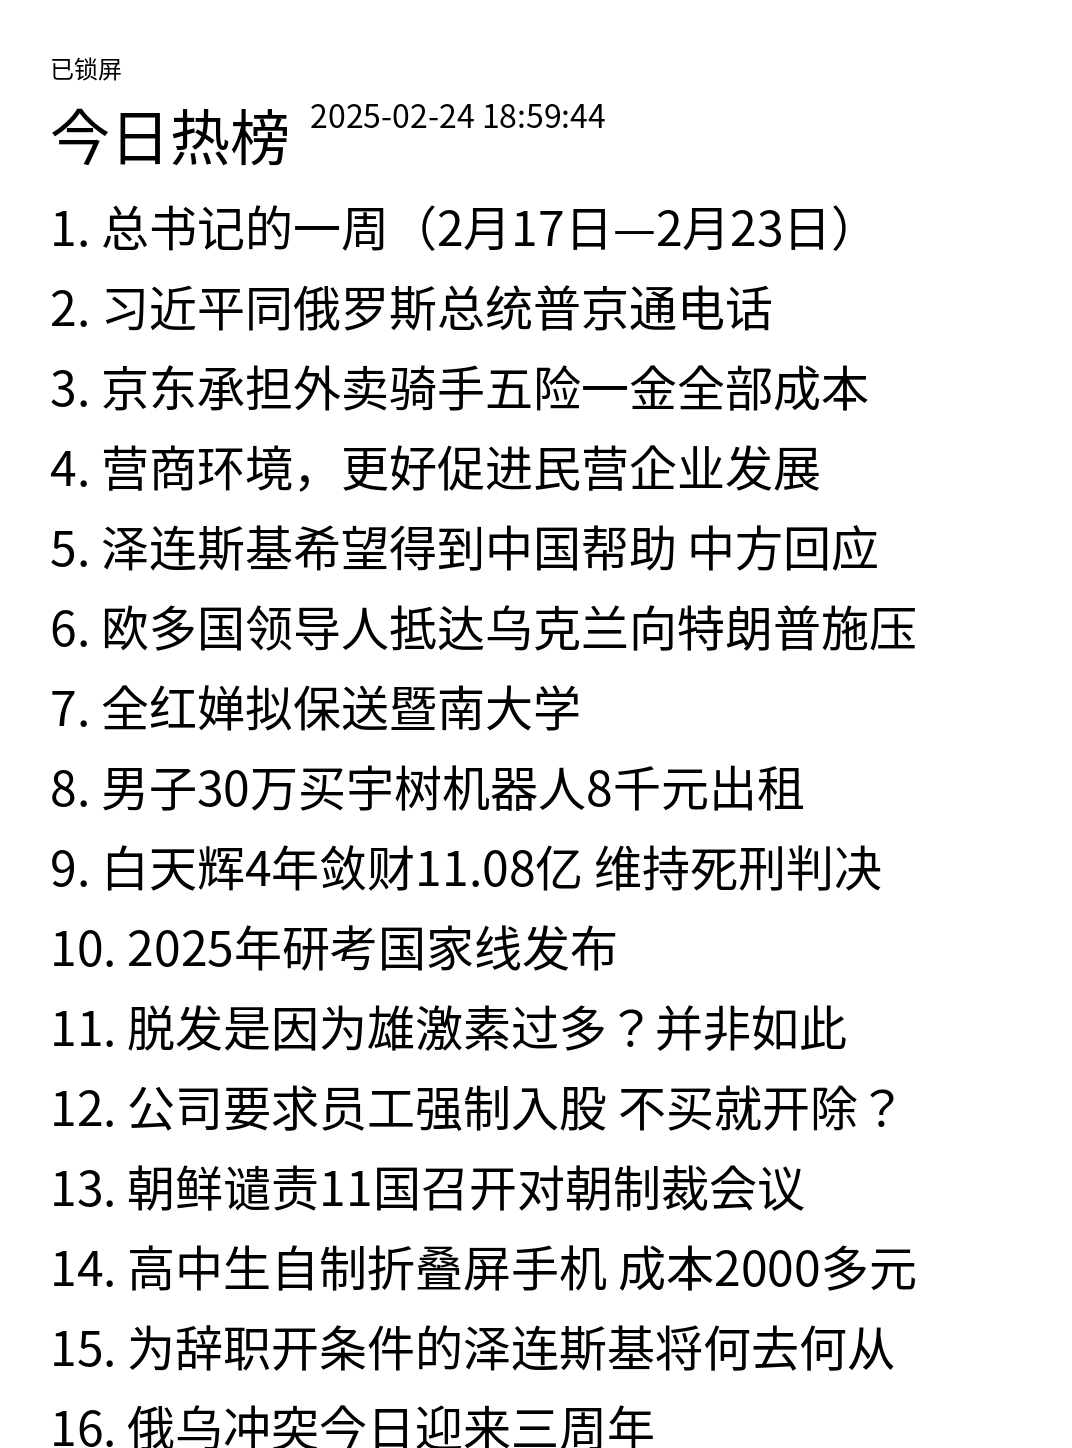 已锁屏
今日热榜 2025-02-24 18:59:44
1. 总书记的一周（2月17日—2月23日）
2. 习近平同俄罗斯总统普京通电话
3. 京东承担外卖骑手五险一金全部成本
4. 营商环境，更好促进民营企业发展
5. 泽连斯基希望得到中国帮助 中方回应
6. 欧多国领导人抵达乌克兰向特朗普施压
7. 全红婵拟保送暨南大学
8. 男子30万买宇树机器人8千元出租
9. 白天辉4年敛财11.08亿 维持死刑判决
10. 2025年研考国家线发布
11. 脱发是因为雄激素过多？并非如此
12. 公司要求员工强制入股 不买就开除？
13. 朝鲜谴责11国召开对朝制裁会议
14. 高中生自制折叠屏手机 成本2000多元
15. 为辞职开条件的泽连斯基将何去何从
16. 俄乌冲突今日迎来三周年